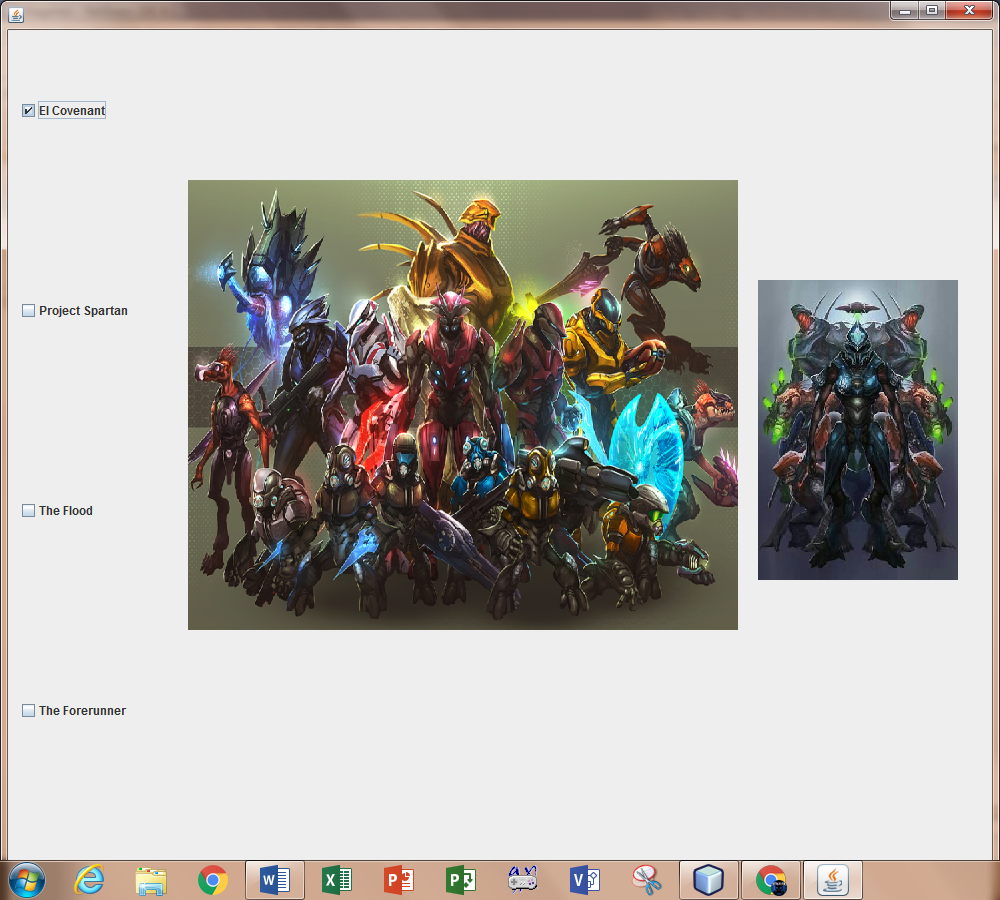 El Covenant
Project Spartan
The Flood
The Forerunner